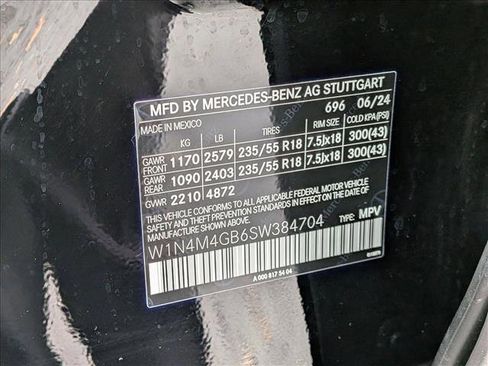 MFD BY MERCEDES-BENZ AG STUTTGART
696 06/24
MADE IN MEXICO
KG LB TIRES RIM SIZE COLD KPA(PSI)
GAWR FRONT 1170 2579 235/55 R18 7.5Jx18 300(43)
GAWR REAR 1090 2403 235/55 R18 7.5Jx18 300(43)
GVWR 2210 4872
THIS VEHICLE CONFORMS TO ALL APPLICABLE FEDERAL MOTOR VEHICLE
SAFETY AND THEFT PREVENTION STANDARDS IN EFFECT ON THE DATE OF
MANUFACTURE SHOWN ABOVE.
W1N4M4GB6SW384704 TYPE: MPV
A 000 817 54 04